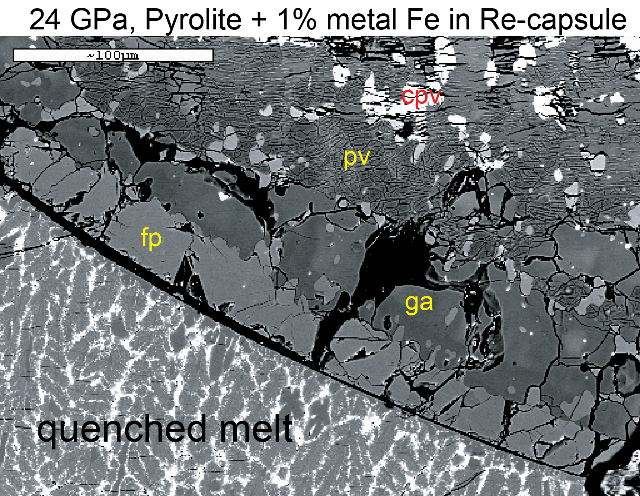 24 GPa, Pyrolite + 1% metal Fe in Re-capsule
~100µm
cpv
pv
fp
ga
quenched melt